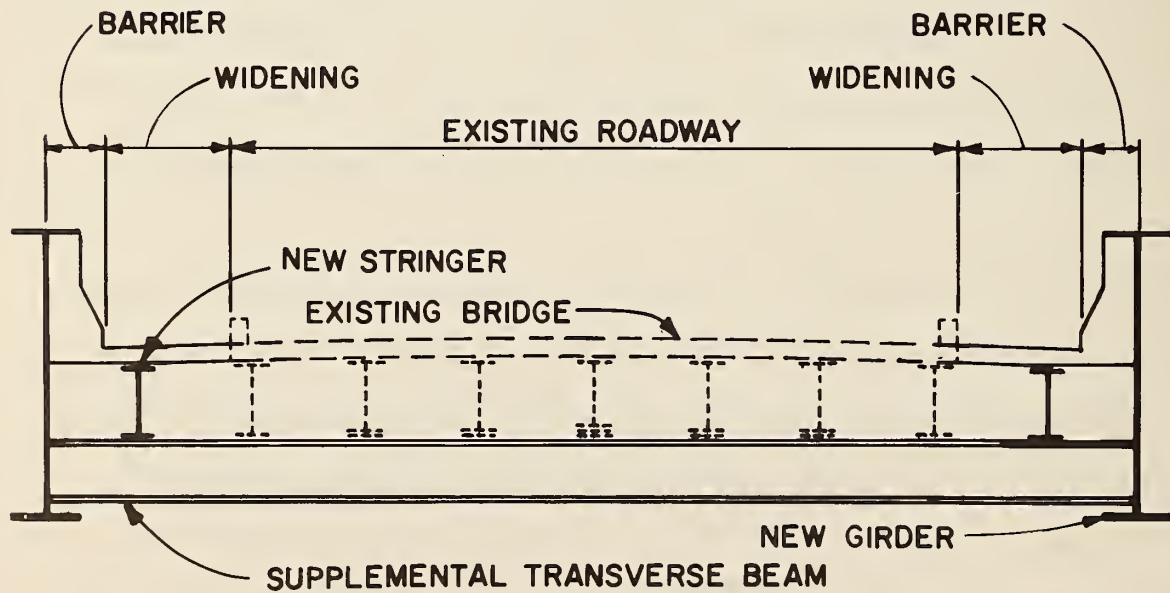 BARRIER
BARRIER
WIDENING
WIDENING
EXISTING ROADWAY
NEW STRINGER
EXISTING BRIDGE
NEW GIRDER
SUPPLEMENTAL TRANSVERSE BEAM